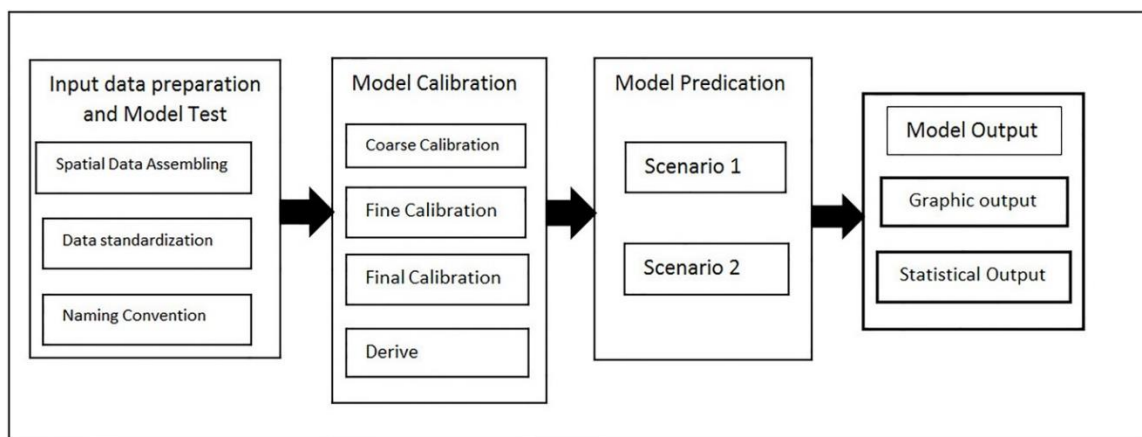 Input data preparation
and Model Test
Spatial Data Assembling
Data standardization
Naming Convention
Model Calibration
Coarse Calibration
Fine Calibration
Final Calibration
Derive
Model Predication
Scenario 1
Scenario 2
Model Output
Graphic output
Statistical Output